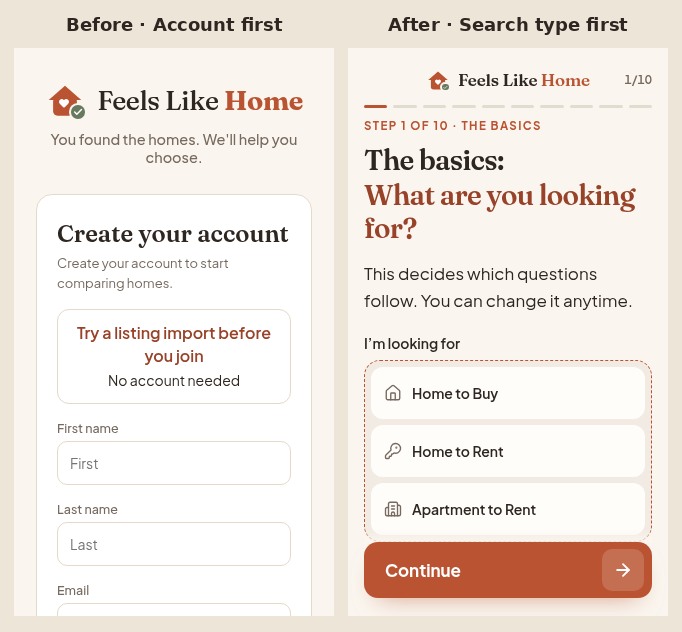 Before · Account first
Feels Like Home
You found the homes. We'll help you
choose.
Create your account
Create your account to start
comparing homes.
Try a listing import before
you join
No account needed
First name
First
Last name
Last
Email
After · Search type first
Feels Like Home
1/10
STEP 1 OF 10 · THE BASICS
The basics:
What are you looking
for?
This decides which questions
follow. You can change it anytime.
I'm looking for
Home to Buy
Home to Rent
Apartment to Rent
Continue